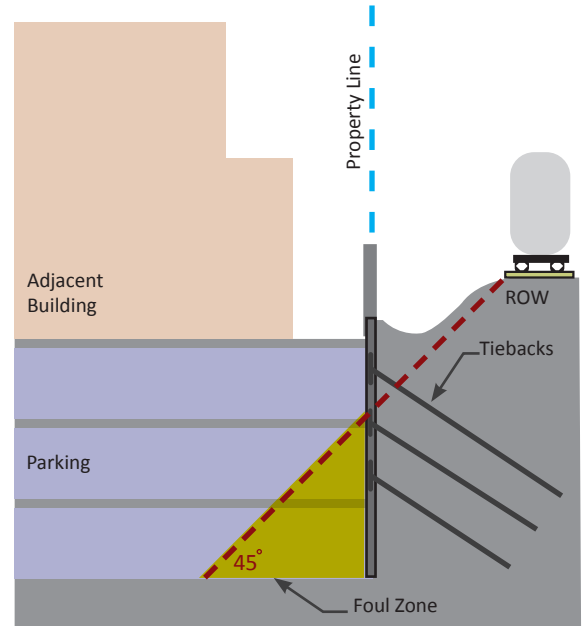 Property Line
Adjacent
Building
ROW
Tiebacks
Parking
45°
Foul Zone